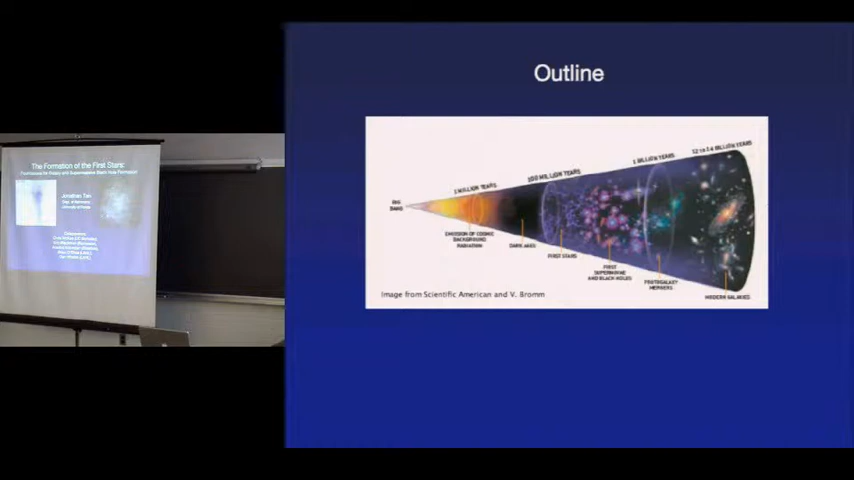 The Formation of the First Stars:
Jonathan Tan
Outline
BIG
BANG
1 MILLION YEARS
100 MILLION YEARS
1 BILLION YEARS
12 to 14 BILLION YEARS
EMISSION OF COSMIC
BACKGROUND
RADIATION
DARK AGES
FIRST STARS
FIRST
SUPERNOVAE
AND BLACK HOLES
PROTOGALAXY
MERGERS
MODERN GALAXIES
Image from Scientific American and V. Bromm